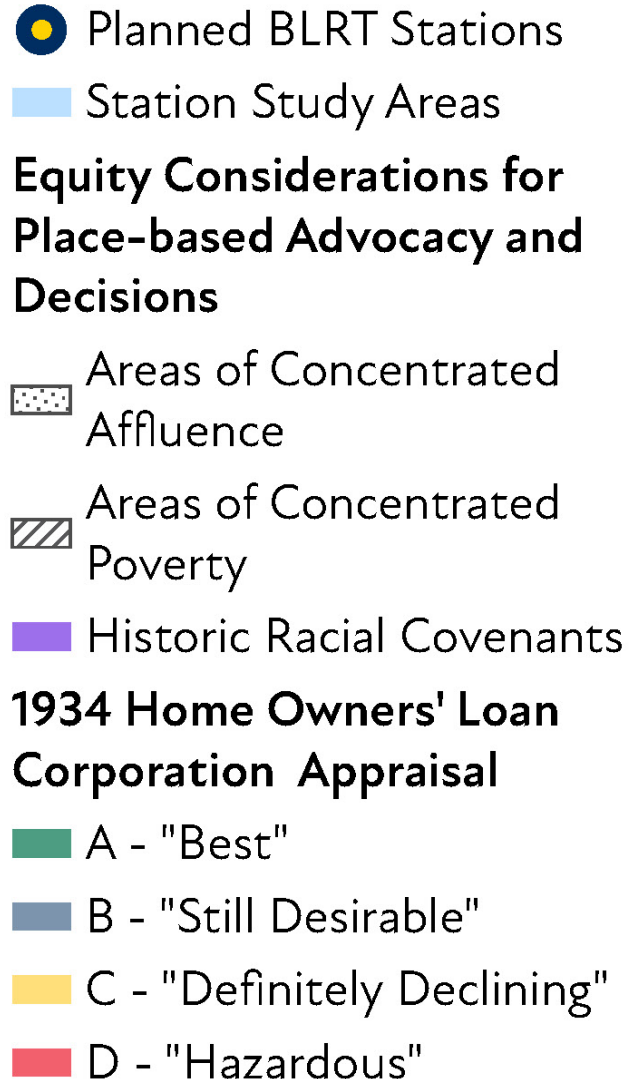 Planned BLRT Stations
Station Study Areas
Equity Considerations for
Place-based Advocacy and
Decisions
Areas of Concentrated
Affluence
Areas of Concentrated
Poverty
Historic Racial Covenants
1934 Home Owners' Loan
Corporation  Appraisal
A - "Best"
B - "Still Desirable"
C - "Definitely Declining"
D - "Hazardous"